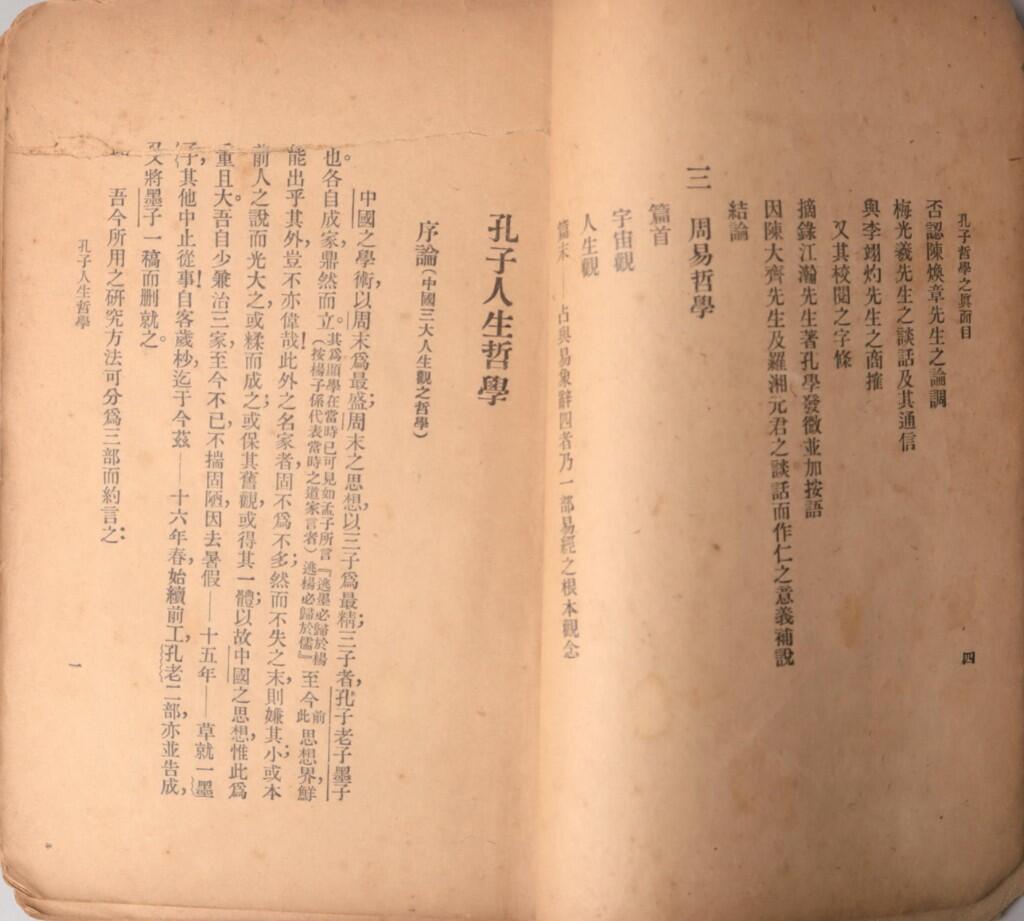 孔子哲學之眞面目
四
否認陳煥章先生之論調
梅光羲先生之談話及其通信
與李翊灼先生之商搉
又其校閱之字條
摘錄江瀚先生著孔學發微並加按語
因陳大齊先生及羅湘元君之談話而作仁之意義補說
結論
三 周易哲學
篇首
宇宙觀
人生觀
篇末——占與易象辭四者乃一部易經之根本觀念
孔子人生哲學
序論(中國三大人生觀之哲學)
中國之學術,以周末爲最盛;周末之思想,以三子爲最精;三子者,孔子老子墨子
也。各自成家,鼎然而立。其爲顯學在當時已可見如孟子所言『逃墨必歸於楊逃楊必歸於儒』(按楊子係代表當時之道家言者)至今前此思想界,鮮
能出乎其外,豈不亦偉哉!此外之名家者,固不爲不多;然而不失之末,則嫌其小;或本
前人之說而光大之,或糅而成之,或保其舊觀,或得其一體;以故中國之思想,惟此爲
重且大。吾自少兼治三家,至今不已,不揣固陋,因去暑假——十五年——草就一墨
子,其他中止從事!自客歲杪,迄于今茲——十六年春,始續前工,孔老二部,亦並告成,
又將墨子一稿而刪就之。
吾今所用之研究方法,可分爲三部而約言之:
孔子人生哲學
一